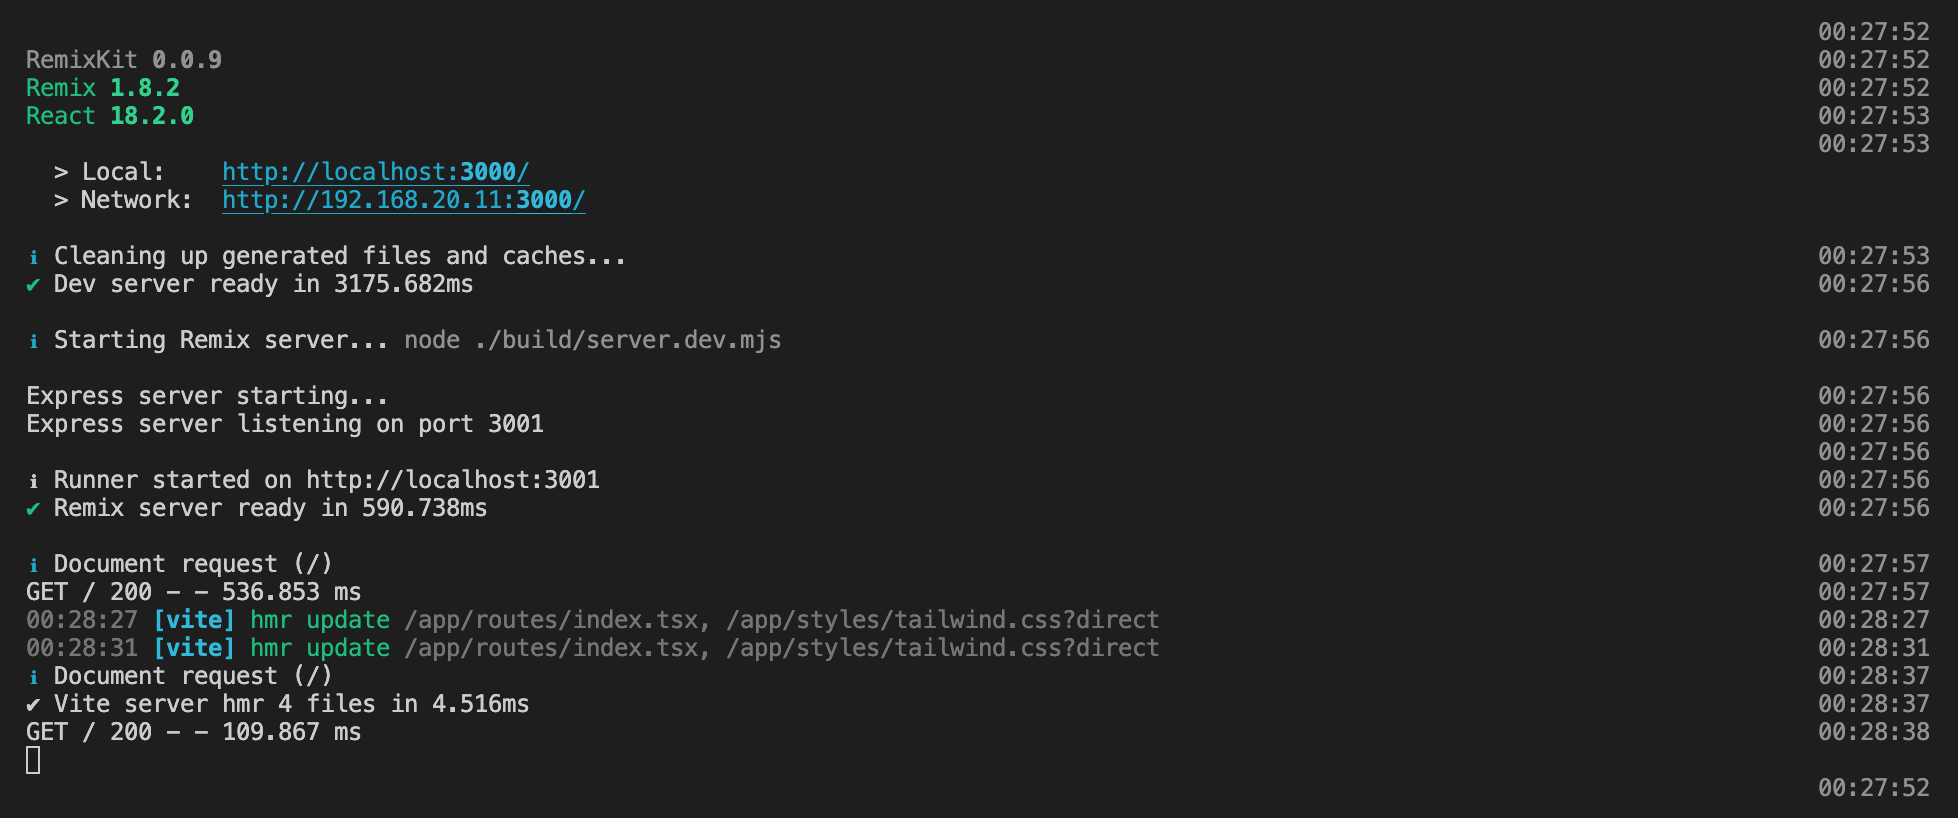 00:27:52
RemixKit 0.0.9 00:27:52
Remix 1.8.2 00:27:52
React 18.2.0 00:27:53
00:27:53
> Local: http://localhost:3000/
> Network: http://192.168.20.11:3000/
ℹ Cleaning up generated files and caches... 00:27:53
✔ Dev server ready in 3175.682ms 00:27:56
ℹ Starting Remix server... node ./build/server.dev.mjs 00:27:56
Express server starting... 00:27:56
Express server listening on port 3001 00:27:56
00:27:56
ℹ Runner started on http://localhost:3001 00:27:56
✔ Remix server ready in 590.738ms 00:27:56
ℹ Document request (/) 00:27:57
GET / 200 - - 536.853 ms 00:27:57
00:28:27 [vite] hmr update /app/routes/index.tsx, /app/styles/tailwind.css?direct 00:28:27
00:28:31 [vite] hmr update /app/routes/index.tsx, /app/styles/tailwind.css?direct 00:28:31
ℹ Document request (/) 00:28:37
✔ Vite server hmr 4 files in 4.516ms 00:28:37
GET / 200 - - 109.867 ms 00:28:38
00:27:52